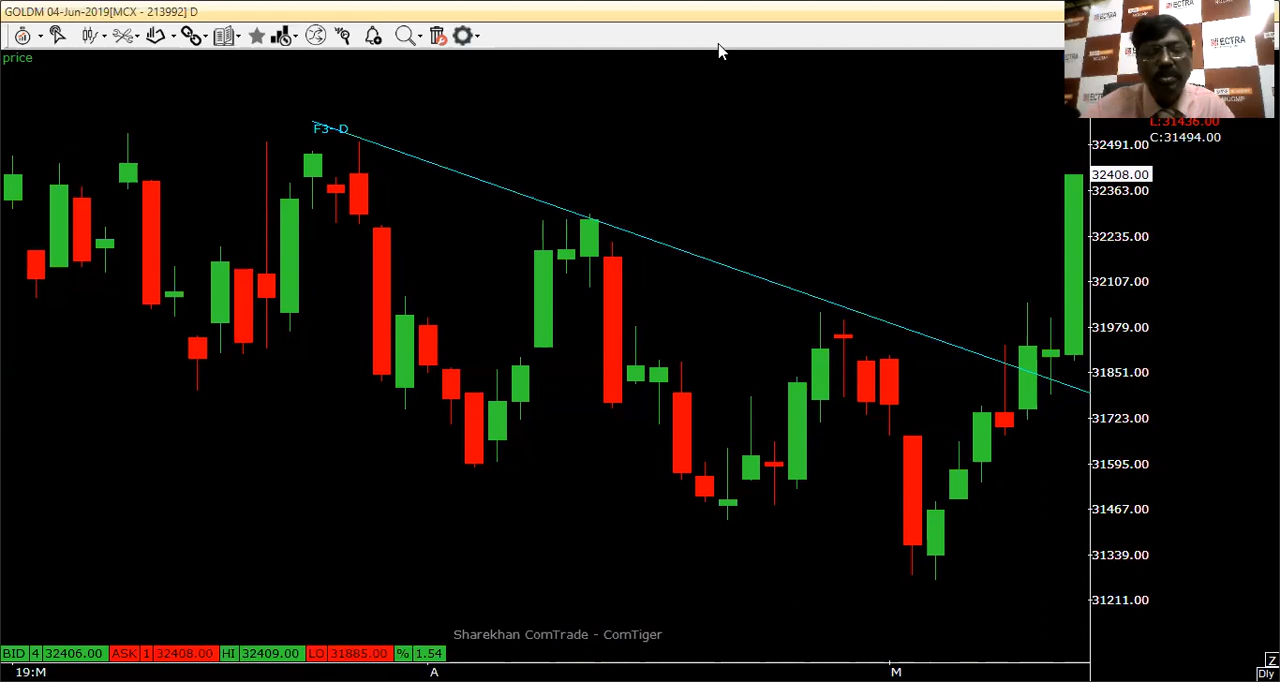 GOLDM 04-Jun-2019[MCX - 213992] D
price
F3- D
ECTRA
ECTRA
ECTRA
L:31436.00
C:31494.00
32491.00
32408.00
32363.00
32235.00
32107.00
31979.00
31851.00
31723.00
31595.00
31467.00
31339.00
31211.00
Sharekhan ComTrade - ComTiger
BID 4 32406.00 ASK 1 32408.00 HI 32409.00 LO 31885.00 % 1.54
Z
19:M A M Dly